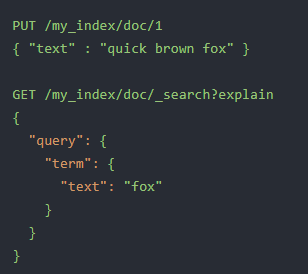 PUT /my_index/doc/1
{ "text" : "quick brown fox" }
GET /my_index/doc/_search?explain
{
"query": {
"term": {
"text": "fox"
}
}
}